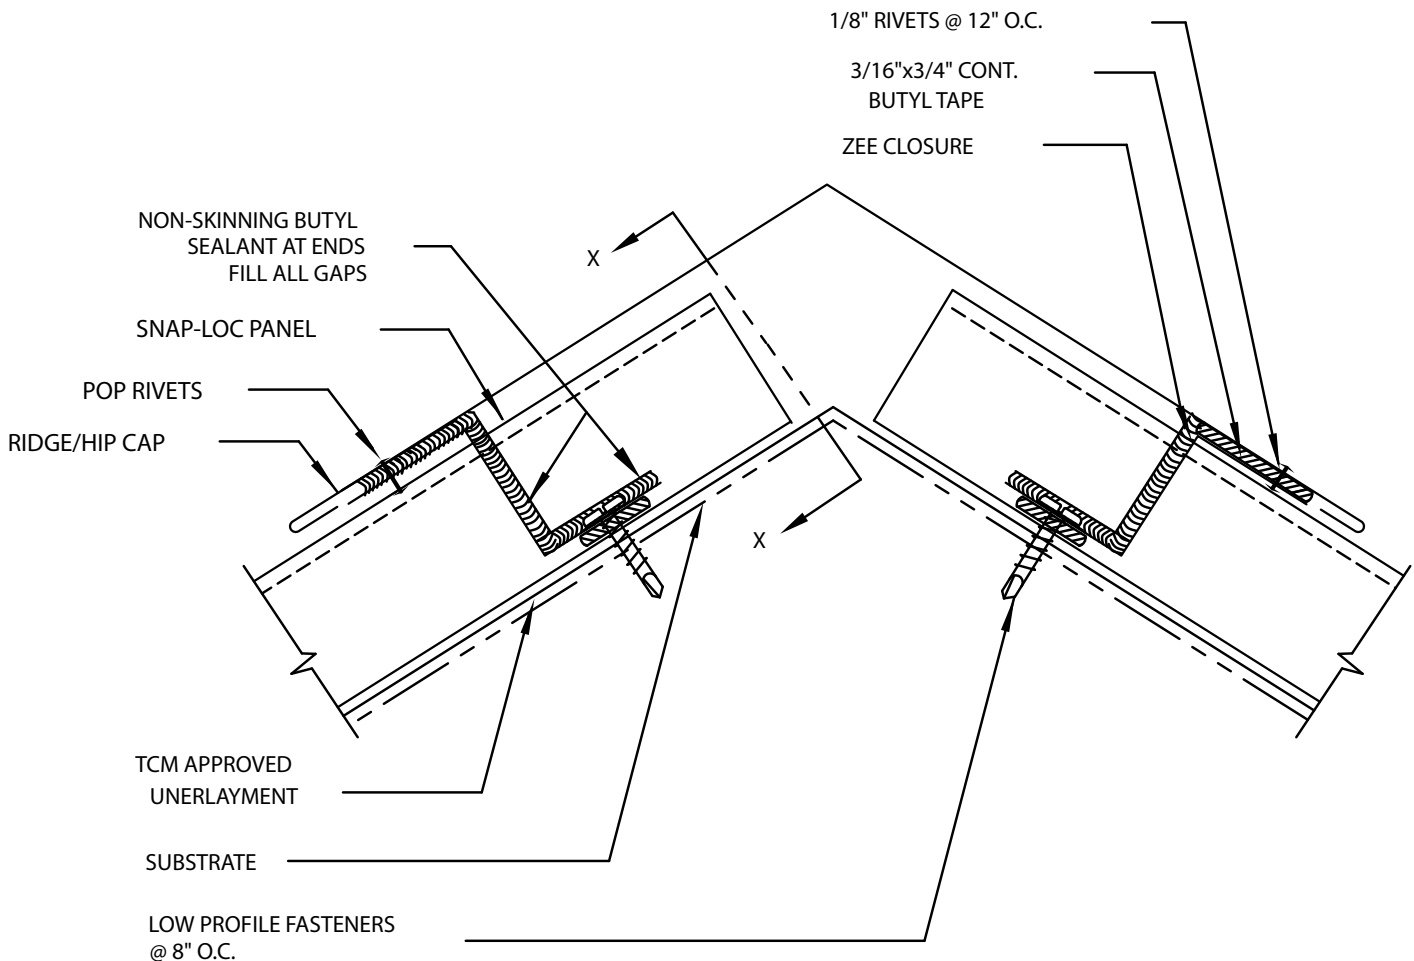 1/8" RIVETS @ 12" O.C.
3/16"x3/4" CONT.
BUTYL TAPE
ZEE CLOSURE
NON-SKINNING BUTYL
SEALANT AT ENDS
FILL ALL GAPS
X
SNAP-LOC PANEL
POP RIVETS
RIDGE/HIP CAP
X
TCM APPROVED
UNERLAYMENT
SUBSTRATE
LOW PROFILE FASTENERS
@ 8" O.C.